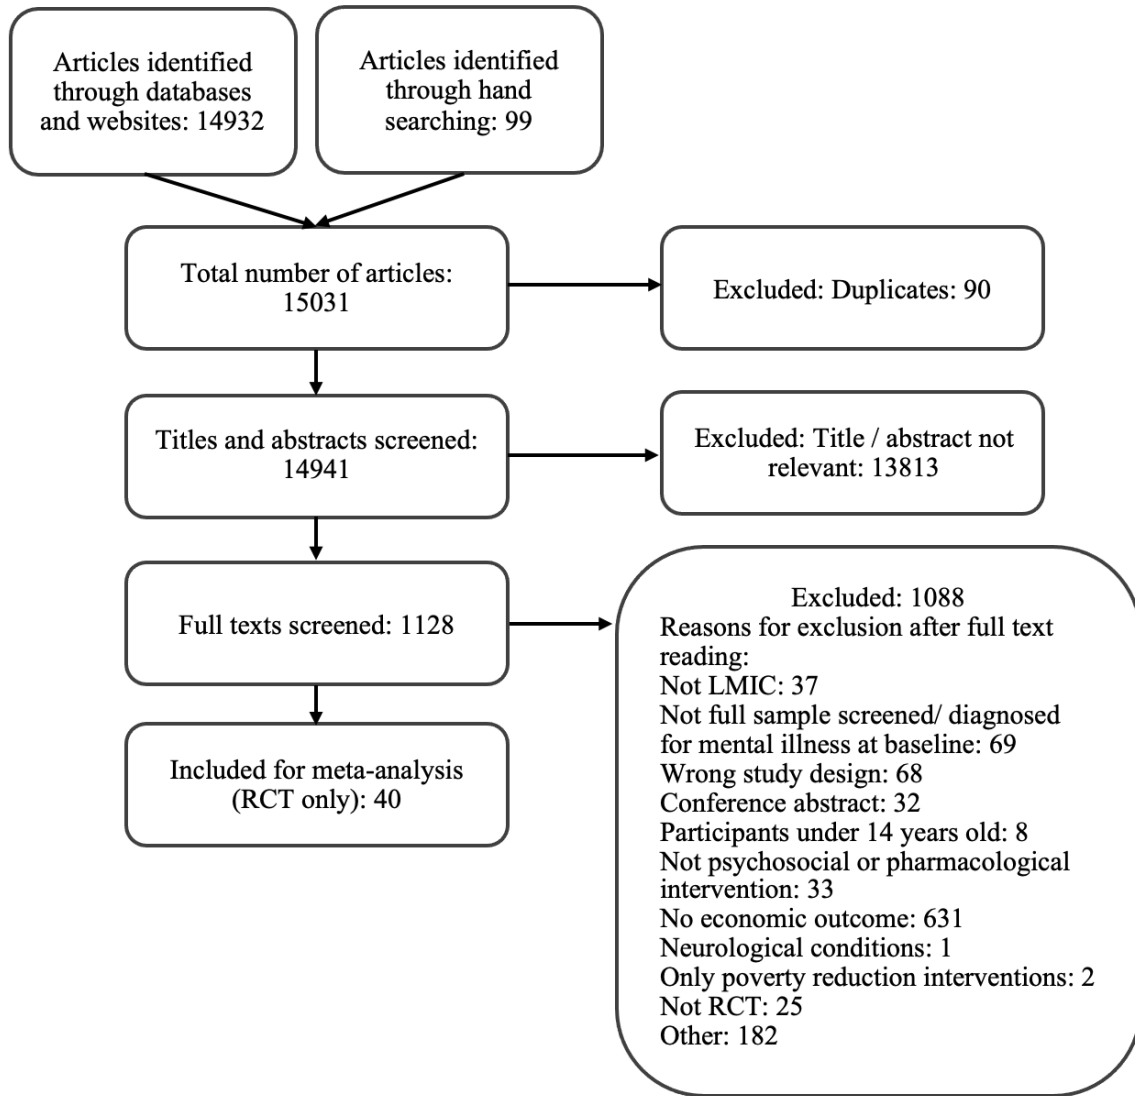 Articles identified
through databases
and websites: 14932
Articles identified
through hand
searching: 99
Total number of articles:
15031
Excluded: Duplicates: 90
Titles and abstracts screened:
14941
Excluded: Title / abstract not
relevant: 13813
Full texts screened: 1128
Excluded: 1088
Reasons for exclusion after full text
reading:
Not LMIC: 37
Not full sample screened/ diagnosed
for mental illness at baseline: 69
Wrong study design: 68
Conference abstract: 32
Participants under 14 years old: 8
Not psychosocial or pharmacological
intervention: 33
No economic outcome: 631
Neurological conditions: 1
Only poverty reduction interventions: 2
Not RCT: 25
Other: 182
Included for meta-analysis
(RCT only): 40